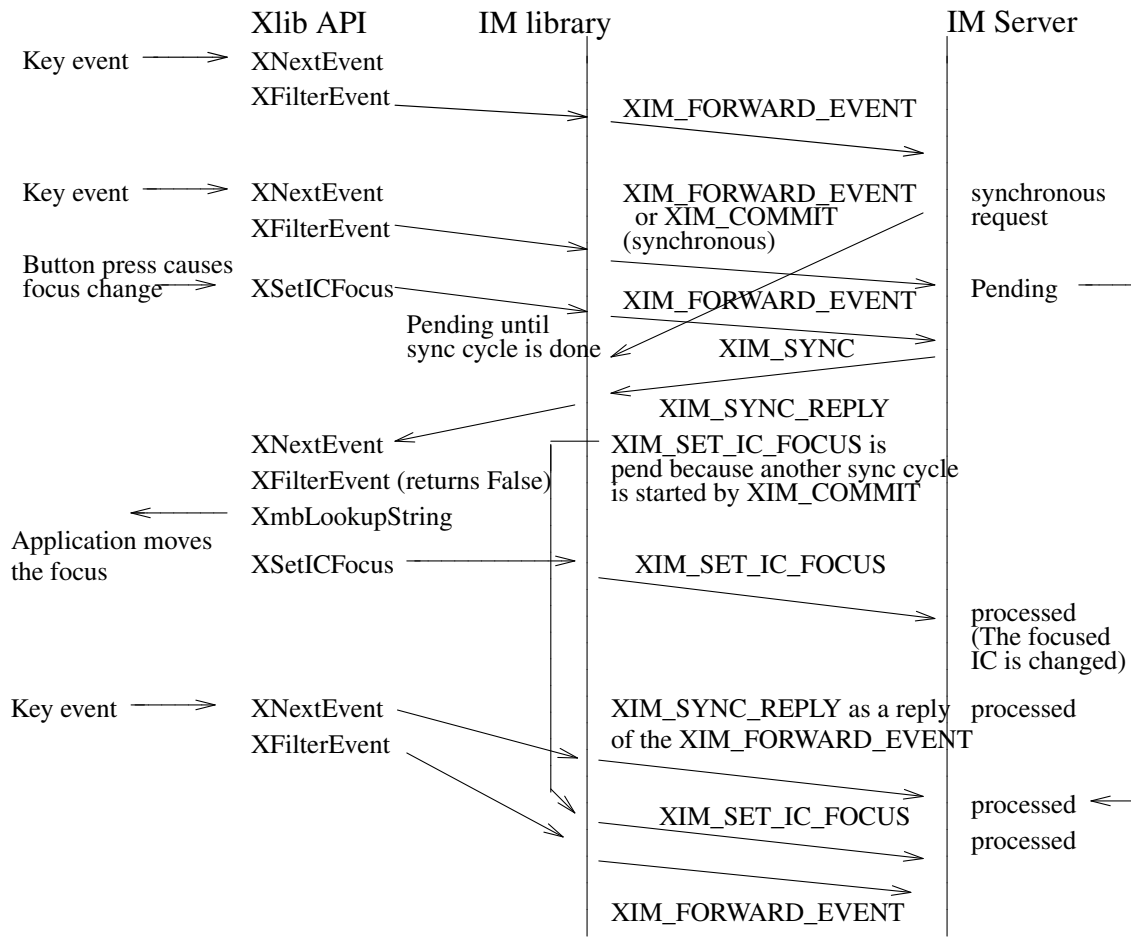 Xlib API
IM library
IM Server
Key event
XNextEvent
XFilterEvent
XIM_FORWARD_EVENT
Key event
XNextEvent
XIM_FORWARD_EVENT
synchronous
XFilterEvent
or XIM_COMMIT
request
(synchronous)
Button press causes
focus change
XSetICFocus
Pending
XIM_FORWARD_EVENT
Pending until
sync cycle is done
XIM_SYNC
XIM_SYNC_REPLY
XNextEvent
XIM_SET_IC_FOCUS is
pend because another sync cycle
is started by XIM_COMMIT
XFilterEvent (returns False)
XmbLookupString
Application moves
the focus
XSetICFocus
XIM_SET_IC_FOCUS
processed
(The focused
IC is changed)
Key event
XNextEvent
XIM_SYNC_REPLY as a reply
processed
XFilterEvent
of the XIM_FORWARD_EVENT
processed
XIM_SET_IC_FOCUS
processed
XIM_FORWARD_EVENT